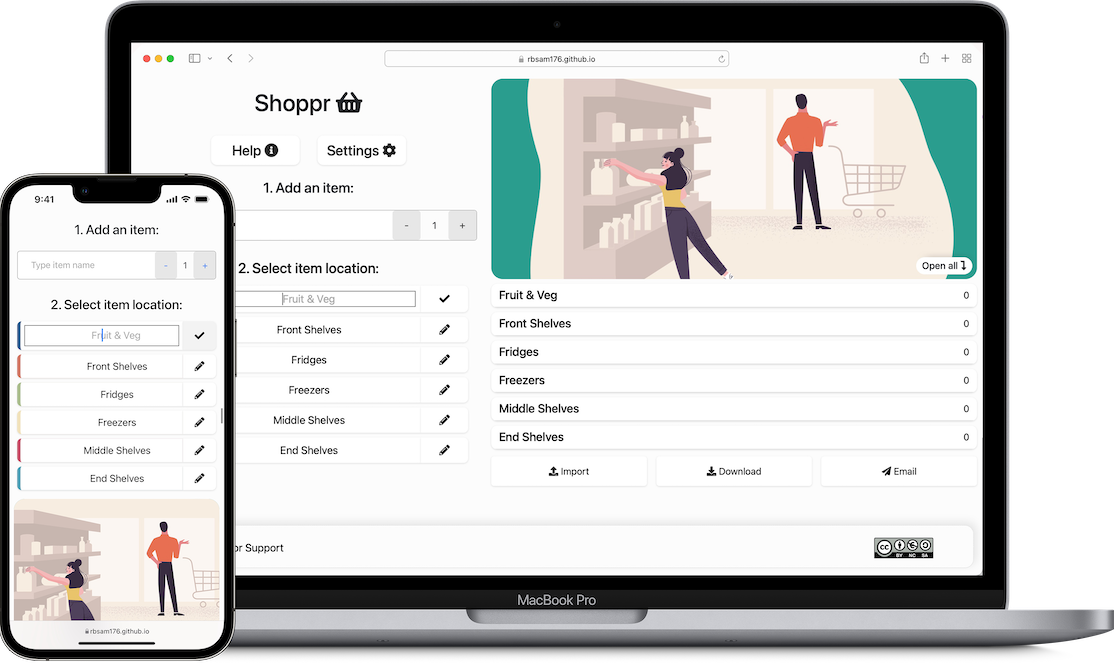 rbsam176.github.io
Shoppr
Help
Settings
1. Add an item:
- 1 +
2. Select item location:
Fruit & Veg
Front Shelves
Fridges
Freezers
Middle Shelves
End Shelves
Open all
Fruit & Veg 0
Front Shelves 0
Fridges 0
Freezers 0
Middle Shelves 0
End Shelves 0
Import Download Email
or Support
CC BY NC SA
MacBook Pro
9:41
1. Add an item:
Type item name - 1 +
2. Select item location:
Fruit & Veg
Front Shelves
Fridges
Freezers
Middle Shelves
End Shelves
rbsam176.github.io